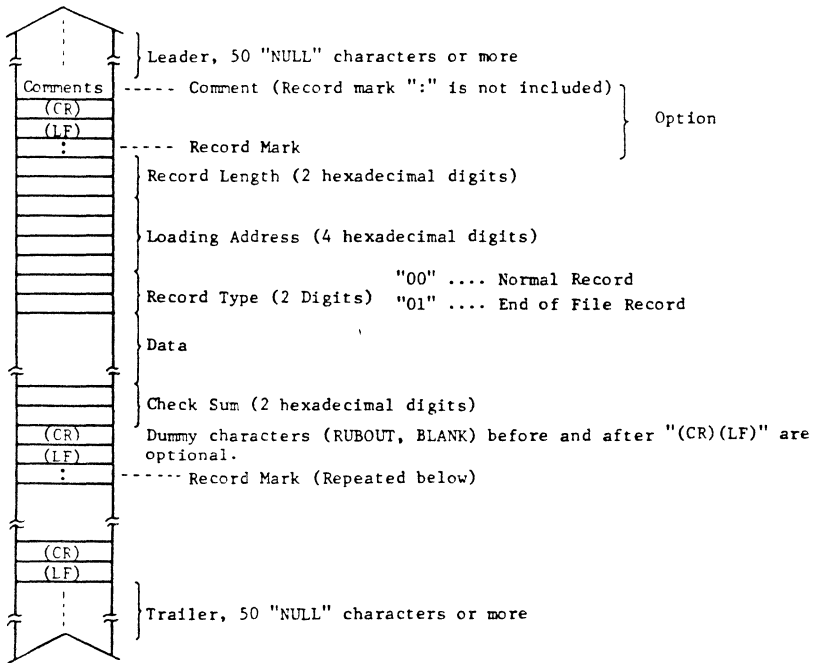 Leader, 50 "NULL" characters or more
Comments ----- Comment (Record mark ":" is not included)
(CR)
Option
(LF)
: ----- Record Mark
Record Length (2 hexadecimal digits)
Loading Address (4 hexadecimal digits)
"00" .... Normal Record
Record Type (2 Digits) "01" .... End of File Record
Data
Check Sum (2 hexadecimal digits)
(CR) Dummy characters (RUBOUT, BLANK) before and after "(CR)(LF)" are
(LF) optional.
: ------ Record Mark (Repeated below)
(CR)
(LF)
Trailer, 50 "NULL" characters or more